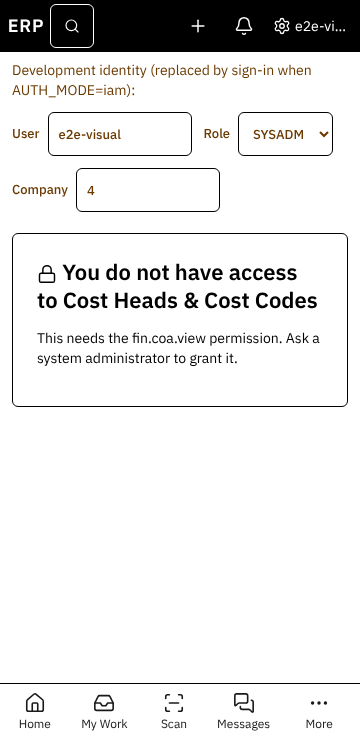 ERP
e2e-vi...
Development identity (replaced by sign-in when
AUTH_MODE=iam):
User e2e-visual Role SYSADM
Company 4
You do not have access
to Cost Heads & Cost Codes
This needs the fin.coa.view permission. Ask a
system administrator to grant it.
Home My Work Scan Messages More